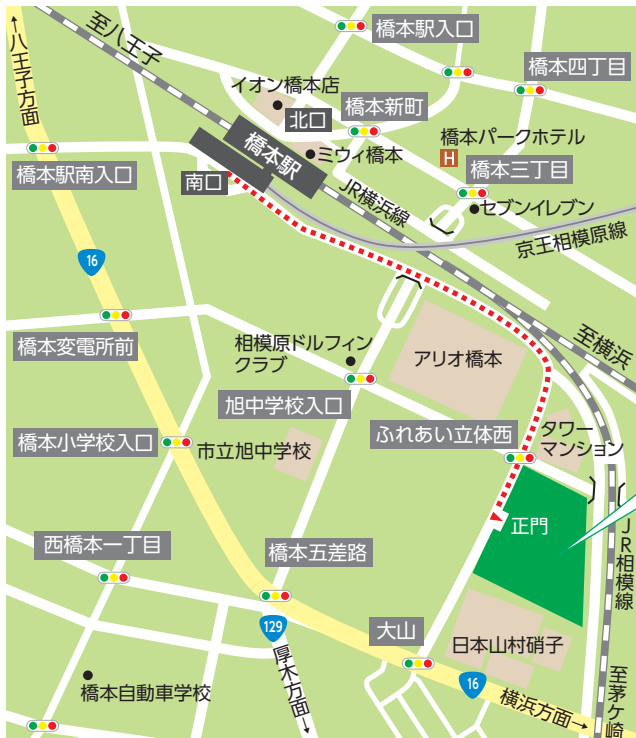 ←八王子方面
至八王子
橋本駅入口
橋本四丁目
イオン橋本店
北口
橋本新町
橋本パークホテル
H
橋本駅
ミウィ橋本
橋本三丁目
橋本駅南入口
南口
JR横浜線
セブンイレブン
京王相模原線
16
橋本変電所前
相模原ドルフィン
クラブ
アリオ橋本
至横浜
旭中学校入口
ふれあい立体西
タワー
マンション
橋本小学校入口
市立旭中学校
正門
西橋本一丁目
橋本五差路
JR相模線
129
大山
日本山村硝子
厚木方面→
16
横浜方面→
至茅ケ崎
橋本自動車学校